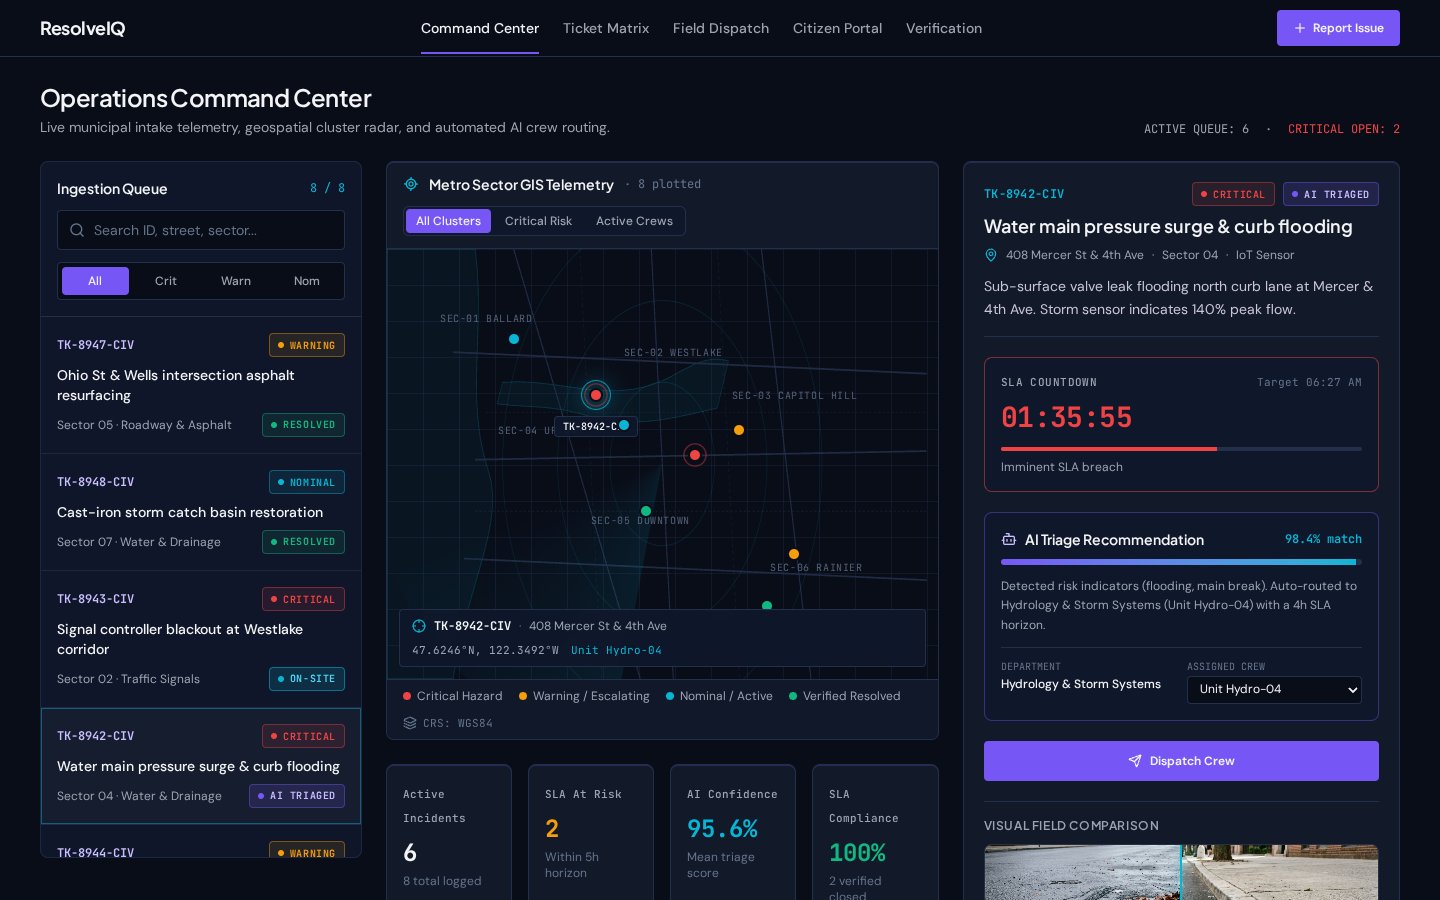 ResolveIQ
Command Center
Ticket Matrix
Field Dispatch
Citizen Portal
Verification
Report Issue
Operations Command Center
Live municipal intake telemetry, geospatial cluster radar, and automated AI crew routing.
ACTIVE QUEUE: 6 · CRITICAL OPEN: 2
Ingestion Queue
8 / 8
Search ID, street, sector...
All
Crit
Warn
Nom
TK-8947-CIV
WARNING
Ohio St & Wells intersection asphalt
resurfacing
Sector 05 · Roadway & Asphalt
RESOLVED
TK-8948-CIV
NOMINAL
Cast-iron storm catch basin restoration
Sector 07 · Water & Drainage
RESOLVED
TK-8943-CIV
CRITICAL
Signal controller blackout at Westlake
corridor
Sector 02 · Traffic Signals
ON-SITE
TK-8942-CIV
CRITICAL
Water main pressure surge & curb flooding
Sector 04 · Water & Drainage
AI TRIAGED
TK-8944-CIV
WARNING
Metro Sector GIS Telemetry · 8 plotted
All Clusters
Critical Risk
Active Crews
SEC-01 BALLARD
SEC-02 WESTLAKE
SEC-03 CAPITOL HILL
SEC-04
TK-8942-C
SEC-05 DOWNTOWN
SEC-06 RAINIER
TK-8942-CIV · 408 Mercer St & 4th Ave
47.6246°N, 122.3492°W Unit Hydro-04
Critical Hazard
Warning / Escalating
Nominal / Active
Verified Resolved
CRS: WGS84
Active
Incidents
6
8 total logged
SLA At Risk
2
Within 5h
horizon
AI Confidence
95.6%
Mean triage
score
SLA
Compliance
100%
2 verified
closed
TK-8942-CIV
CRITICAL
AI TRIAGED
Water main pressure surge & curb flooding
408 Mercer St & 4th Ave · Sector 04 · IoT Sensor
Sub-surface valve leak flooding north curb lane at Mercer &
4th Ave. Storm sensor indicates 140% peak flow.
SLA COUNTDOWN
Target 06:27 AM
01:35:55
Imminent SLA breach
AI Triage Recommendation
98.4% match
Detected risk indicators (flooding, main break). Auto-routed to
Hydrology & Storm Systems (Unit Hydro-04) with a 4h SLA
horizon.
DEPARTMENT
Hydrology & Storm Systems
ASSIGNED CREW
Unit Hydro-04
Dispatch Crew
VISUAL FIELD COMPARISON